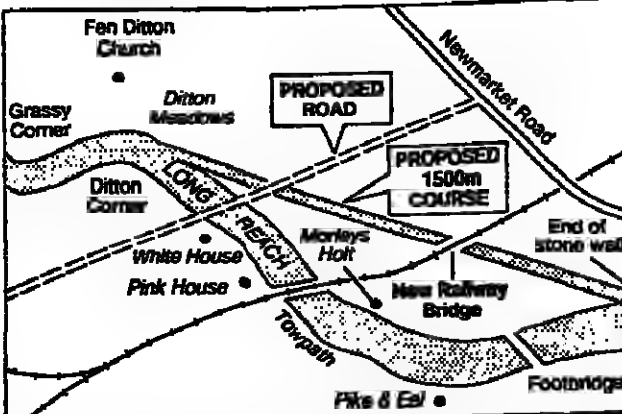 Fen Ditton
Church
Newmarket Road
Grassy
Corner
Ditton
Meadows
PROPOSED
ROAD
PROPOSED
1500m
COURSE
Ditton
Corner
LONG
REACH
White House
Pink House
Morleys
Holt
End of
stone wall
New Railway
Bridge
Towpath
Footbridge
Pike & Eel